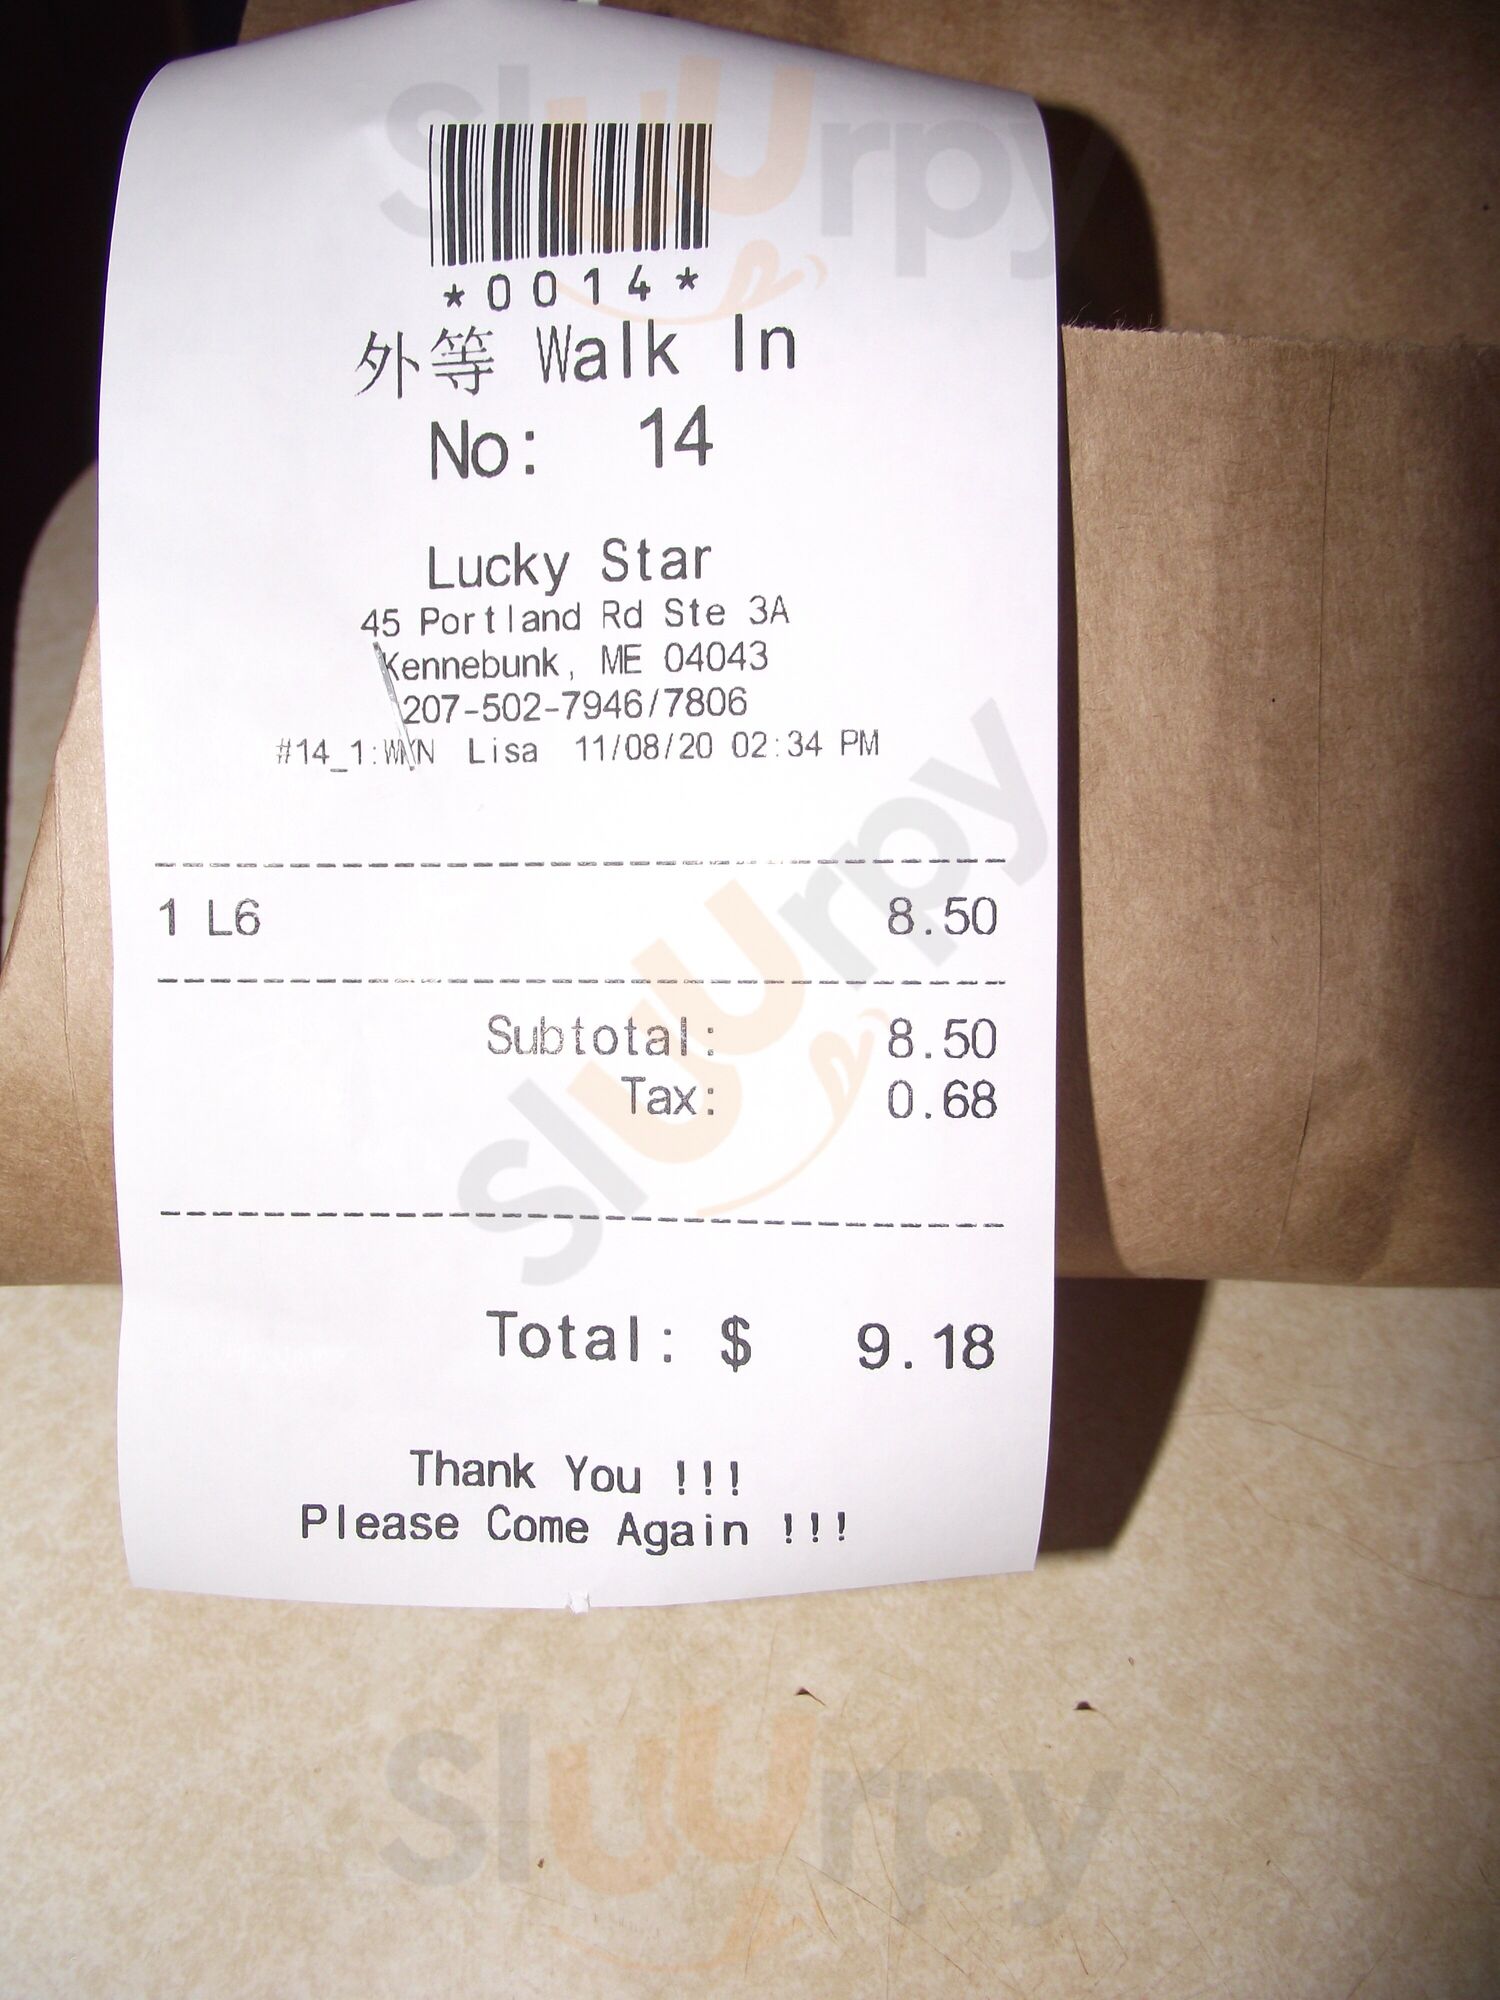 *0014*
外等 Walk In
No: 14
Lucky Star
45 Portland Rd Ste 3A
Kennebunk, ME 04043
207-502-7946/7806
#14_1: Lisa 11/08/20 02:34 PM
1 L6 8.50
Subtotal: 8.50
Tax: 0.68
Total: $ 9.18
Thank You !!!
Please Come Again !!!
Sluurpy
Sluurpy
Sluurpy